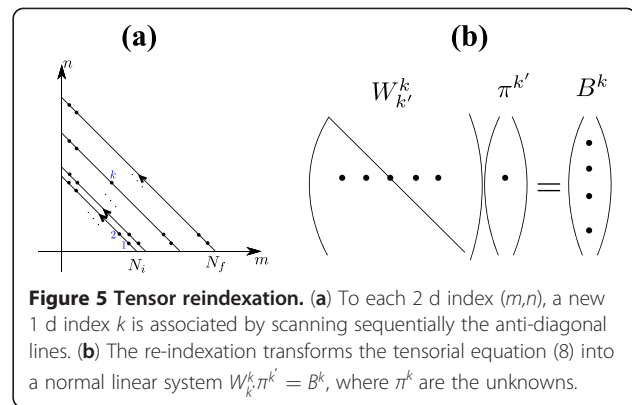 (a) (b)
n
W^k_{k'} π^{k'} B^k
k
2
1
=
N_i N_f m
Figure 5 Tensor reindexation. (a) To each 2 d index (m,n), a new
1 d index k is associated by scanning sequentially the anti-diagonal
lines. (b) The re-indexation transforms the tensorial equation (8) into
a normal linear system W^k_{k'} π^{k'} = B^k, where π^k are the unknowns.